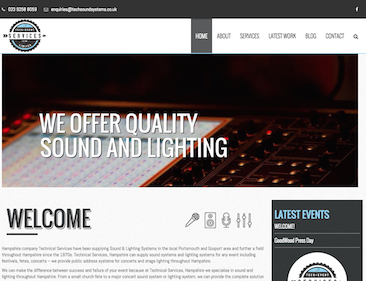 023 9258 8059 enquiries@techsoundsystems.co.uk
SERVICES
HOME ABOUT SERVICES LATEST WORK BLOG CONTACT
WE OFFER QUALITY
SOUND AND LIGHTING
WELCOME
Hampshire company Technical Services have been supplying Sound & Lighting Systems in the local Portsmouth and Gosport area and further a field
throughout Hampshire since the 1970s. Technical Services, Hampshire can supply sound systems and lighting systems for any event including
festivals, fetes, concerts – we provide public address systems for concerts and stage lighting throughout Hampshire.
We can make the difference between success and failure of your event because at Technical Services, Hampshire we specialise in sound and
lighting throughout Hampshire. From a small church fete to a major concert sound system or lighting system, we can provide the complete solution
LATEST EVENTS
WINDOW
GoodWood Press Day
TECH-EVENT